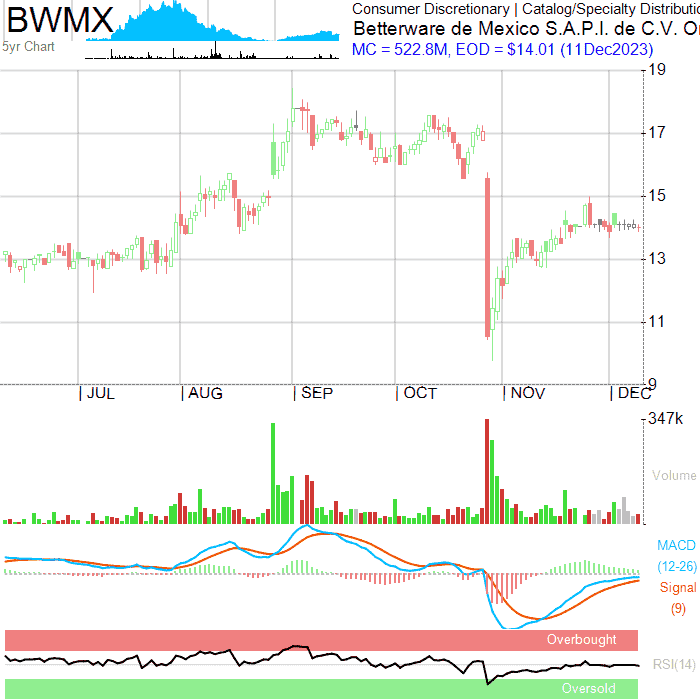 BWMX
5yr Chart
Consumer Discretionary | Catalog/Specialty Distributio
Betterware de Mexico S.A.P.I. de C.V. Or
MC = 522.8M, EOD = $14.01 (11Dec2023)
19
17
15
13
11
9
JUL AUG SEP OCT NOV DEC
347k
Volume
MACD
(12-26)
Signal
(9)
Overbought
RSI(14)
Oversold